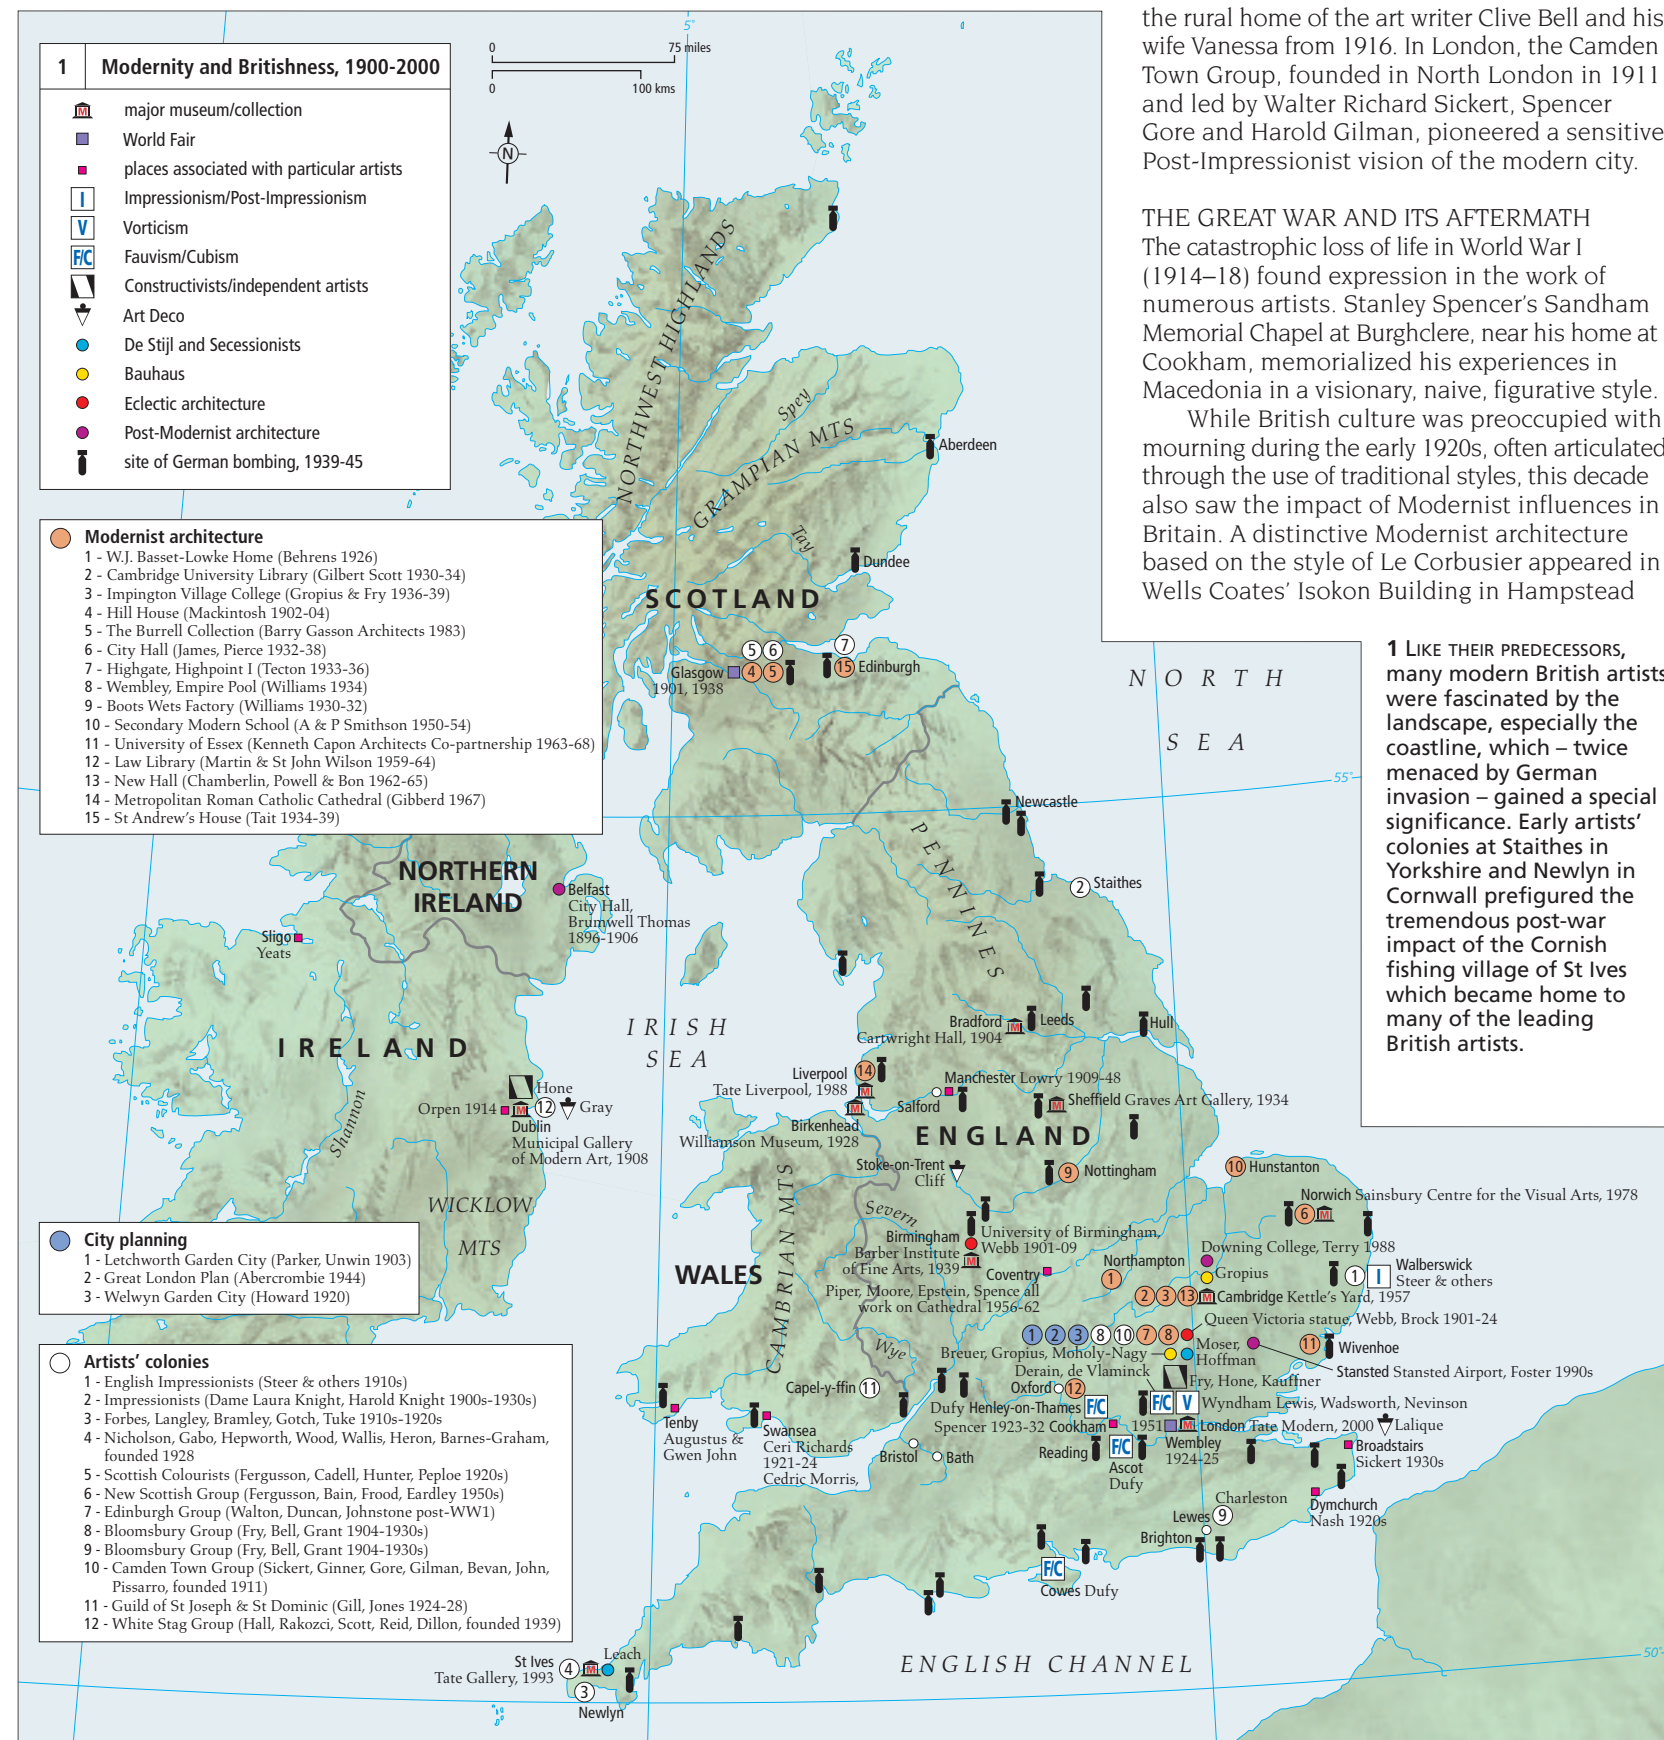 the rural home of the art writer Clive Bell and his
wife Vanessa from 1916. In London, the Camden
Town Group, founded in North London in 1911
and led by Walter Richard Sickert, Spencer
Gore and Harold Gilman, pioneered a sensitive
Post-Impressionist vision of the modern city.
THE GREAT WAR AND ITS AFTERMATH
The catastrophic loss of life in World War I
(1914–18) found expression in the work of
numerous artists. Stanley Spencer's Sandham
Memorial Chapel at Burghclere, near his home at
Cookham, memorialized his experiences in
Macedonia in a visionary, naive, figurative style.
While British culture was preoccupied with
mourning during the early 1920s, often articulated
through the use of traditional styles, this decade
also saw the impact of Modernist influences in
Britain. A distinctive Modernist architecture
based on the style of Le Corbusier appeared in
Wells Coates' Isokon Building in Hampstead
1 LIKE THEIR PREDECESSORS,
many modern British artists
were fascinated by the
landscape, especially the
coastline, which – twice
menaced by German
invasion – gained a special
significance. Early artists'
colonies at Staithes in
Yorkshire and Newlyn in
Cornwall prefigured the
tremendous post-war
impact of the Cornish
fishing village of St Ives
which became home to
many of the leading
British artists.
1 Modernity and Britishness, 1900-2000
M major museum/collection
World Fair
places associated with particular artists
I Impressionism/Post-Impressionism
V Vorticism
F/C Fauvism/Cubism
Constructivists/independent artists
Art Deco
De Stijl and Secessionists
Bauhaus
Eclectic architecture
Post-Modernist architecture
site of German bombing, 1939-45
Modernist architecture
1 - W.J. Basset-Lowke Home (Behrens 1926)
2 - Cambridge University Library (Gilbert Scott 1930-34)
3 - Impington Village College (Gropius & Fry 1936-39)
4 - Hill House (Mackintosh 1902-04)
5 - The Burrell Collection (Barry Gasson Architects 1983)
6 - City Hall (James, Pierce 1932-38)
7 - Highgate, Highpoint I (Tecton 1933-36)
8 - Wembley, Empire Pool (Williams 1934)
9 - Boots Wets Factory (Williams 1930-32)
10 - Secondary Modern School (A & P Smithson 1950-54)
11 - University of Essex (Kenneth Capon Architects Co-partnership 1963-68)
12 - Law Library (Martin & St John Wilson 1959-64)
13 - New Hall (Chamberlin, Powell & Bon 1962-65)
14 - Metropolitan Roman Catholic Cathedral (Gibberd 1967)
15 - St Andrew's House (Tait 1934-39)
City planning
1 - Letchworth Garden City (Parker, Unwin 1903)
2 - Great London Plan (Abercrombie 1944)
3 - Welwyn Garden City (Howard 1920)
Artists' colonies
1 - English Impressionists (Steer & others 1910s)
2 - Impressionists (Dame Laura Knight, Harold Knight 1900s-1930s)
3 - Forbes, Langley, Bramley, Gotch, Tuke 1910s-1920s
4 - Nicholson, Gabo, Hepworth, Wood, Wallis, Heron, Barnes-Graham,
founded 1928
5 - Scottish Colourists (Fergusson, Cadell, Hunter, Peploe 1920s)
6 - New Scottish Group (Fergusson, Bain, Frood, Eardley 1950s)
7 - Edinburgh Group (Walton, Duncan, Johnstone post-WW1)
8 - Bloomsbury Group (Fry, Bell, Grant 1904-1930s)
9 - Bloomsbury Group (Fry, Bell, Grant 1904-1930s)
10 - Camden Town Group (Sickert, Ginner, Gore, Gilman, Bevan, John,
Pissarro, founded 1911)
11 - Guild of St Joseph & St Dominic (Gill, Jones 1924-28)
12 - White Stag Group (Hall, Rakozci, Scott, Reid, Dillon, founded 1939)
0 75 miles
0 100 kms
N
5°
55°
50°
NORTHWEST HIGHLANDS
GRAMPIAN MTS
Spey
Tay
Aberdeen
Dundee
SCOTLAND
5 6 7
Glasgow 4 5
1901, 1938
15 Edinburgh
NORTH
SEA
Newcastle
PENNINES
2 Staithes
NORTHERN
IRELAND
Belfast
City Hall,
Brumwell Thomas
1896-1906
Sligo
Yeats
IRELAND
Shannon
IRISH
SEA
Hone
Orpen 1914 M 12 Gray
Dublin
Municipal Gallery
of Modern Art, 1908
WICKLOW
MTS
Bradford M Leeds
Cartwright Hall, 1904
Hull
Liverpool 14
Tate Liverpool, 1988 M
M
Birkenhead
Williamson Museum, 1928
Manchester Lowry 1909-48
Salford
M Sheffield Graves Art Gallery, 1934
ENGLAND
Stoke-on-Trent
Cliff
9 Nottingham
10 Hunstanton
Norwich Sainsbury Centre for the Visual Arts, 1978
6 M
Severn
CAMBRIAN MTS
WALES
Birmingham
University of Birmingham,
Webb 1901-09
Barber Institute
of Fine Arts, 1939 M
Coventry
Piper, Moore, Epstein, Spence all
work on Cathedral 1956-62
Northampton
1
Downing College, Terry 1988
Gropius
2 3 13 M Cambridge Kettle's Yard, 1957
Walberswick
1 I Steer & others
Queen Victoria statue, Webb, Brock 1901-24
1 2 3 8 10 7 8
Breuer, Gropius, Moholy-Nagy
Moser,
Hoffman
11 Wivenhoe
Stansted Stansted Airport, Foster 1990s
Derain, de Vlaminck
Wye
Capel-y-ffin 11
Oxford 12
Fry, Hone, Kauffner
Dufy Henley-on-Thames F/C
F/C V Wyndham Lewis, Wadsworth, Nevinson
Spencer 1923-32 Cookham
1951 M London Tate Modern, 2000 Lalique
Reading
F/C
Ascot
Dufy
Wembley
1924-25
Broadstairs
Sickert 1930s
Tenby
Augustus &
Gwen John
Swansea
Ceri Richards
1921-24
Cedric Morris,
Bristol
Bath
Charleston
Lewes 9
Brighton
Dymchurch
Nash 1920s
F/C
Cowes Dufy
ENGLISH CHANNEL
Leach
St Ives 4 M
Tate Gallery, 1993
3
Newlyn